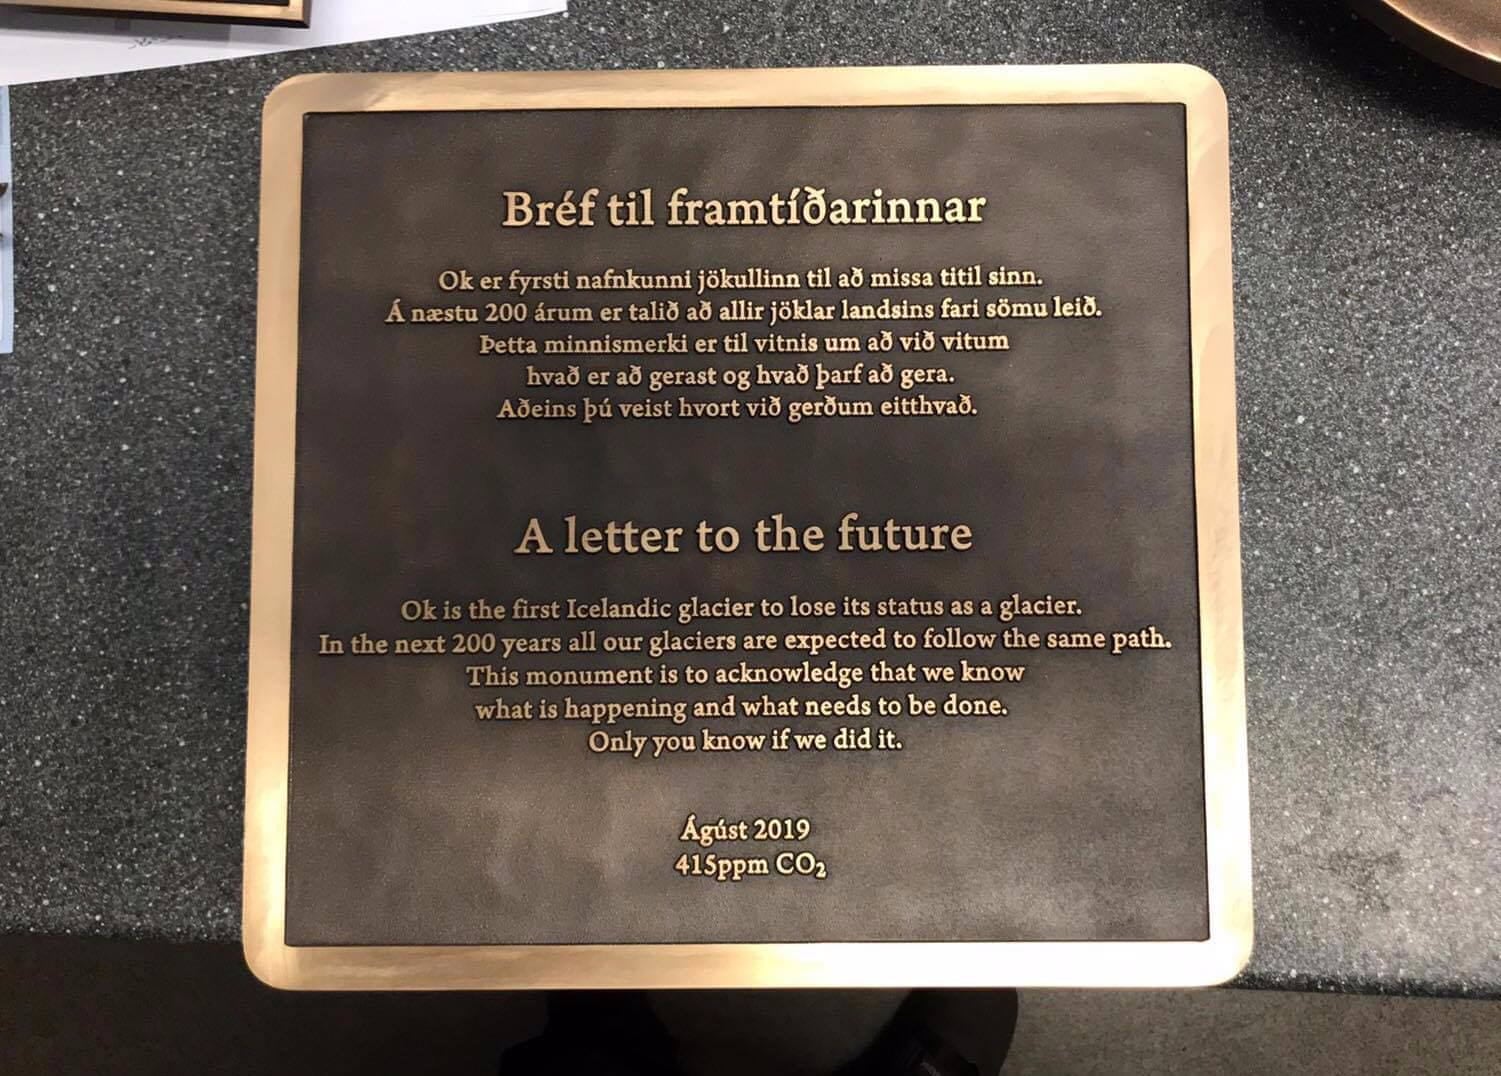 Bréf til framtíðarinnar
Ok er fyrsti nafnkunni jökullinn til að missa titil sinn.
Á næstu 200 árum er talið að allir jöklar landsins fari sömu leið.
Þetta minnismerki er til vitnis um að við vitum
hvað er að gerast og hvað þarf að gera.
Aðeins þú veist hvort við gerðum eitthvað.
A letter to the future
Ok is the first Icelandic glacier to lose its status as a glacier.
In the next 200 years all our glaciers are expected to follow the same path.
This monument is to acknowledge that we know
what is happening and what needs to be done.
Only you know if we did it.
Ágúst 2019
415ppm CO₂